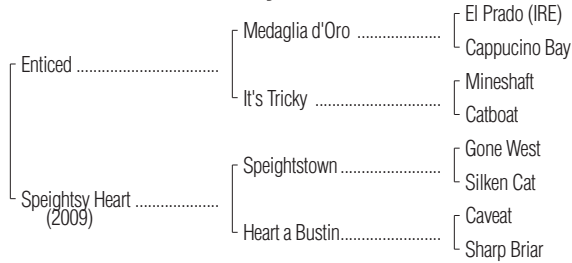 El Prado (IRE)
Medaglia d'Oro ....................
Cappucino Bay
Enticed ..................................
Mineshaft
It's Tricky ..............................
Catboat
Gone West
Speightstown ........................
Silken Cat
Speightsy Heart ....................
(2009)
Caveat
Heart a Bustin........................
Sharp Briar